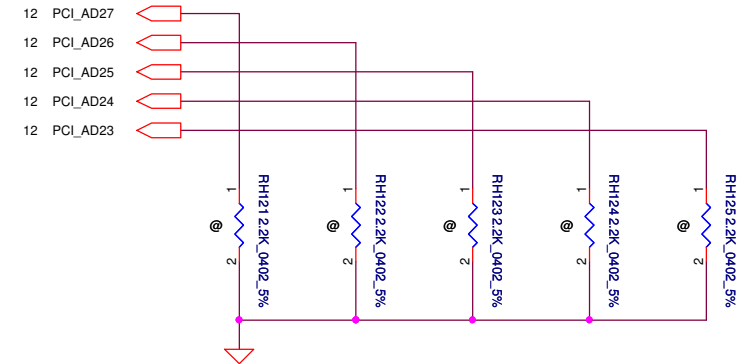 12 PCI_AD27
12 PCI_AD26
12 PCI_AD25
12 PCI_AD24
12 PCI_AD23
1
@
2
RH121 2.2K_0402_5%
1
@
2
RH122 2.2K_0402_5%
1
@
2
RH123 2.2K_0402_5%
1
@
2
RH124 2.2K_0402_5%
1
@
2
RH125 2.2K_0402_5%